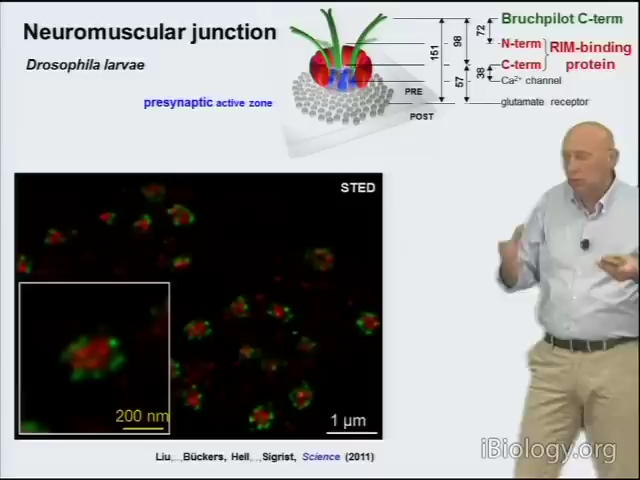 Neuromuscular junction
Drosophila larvae
presynaptic active zone
PRE
POST
151
98
72
57
38
Bruchpilot C-term
N-term
C-term
RIM-binding
protein
Ca2+ channel
glutamate receptor
STED
200 nm
1 µm
Liu,..,Bückers, Hell,..,Sigrist, Science (2011)
iBiology.org